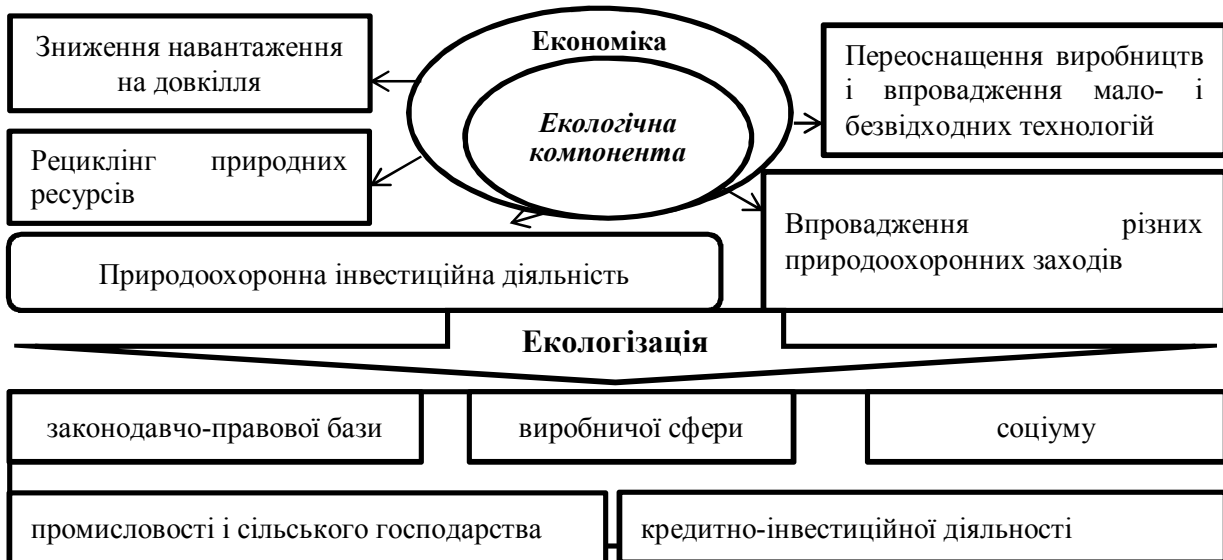 Зниження навантаження
на довкілля
Економіка
Переоснащення виробництв
і впровадження мало- і
безвідходних технологій
Екологічна
компонента
Рециклінг природних
ресурсів
Впровадження різних
природоохоронних заходів
Природоохоронна інвестиційна діяльність
Екологізація
законодавчо-правової бази
виробничої сфери
соціуму
промисловості і сільського господарства
кредитно-інвестиційної діяльності